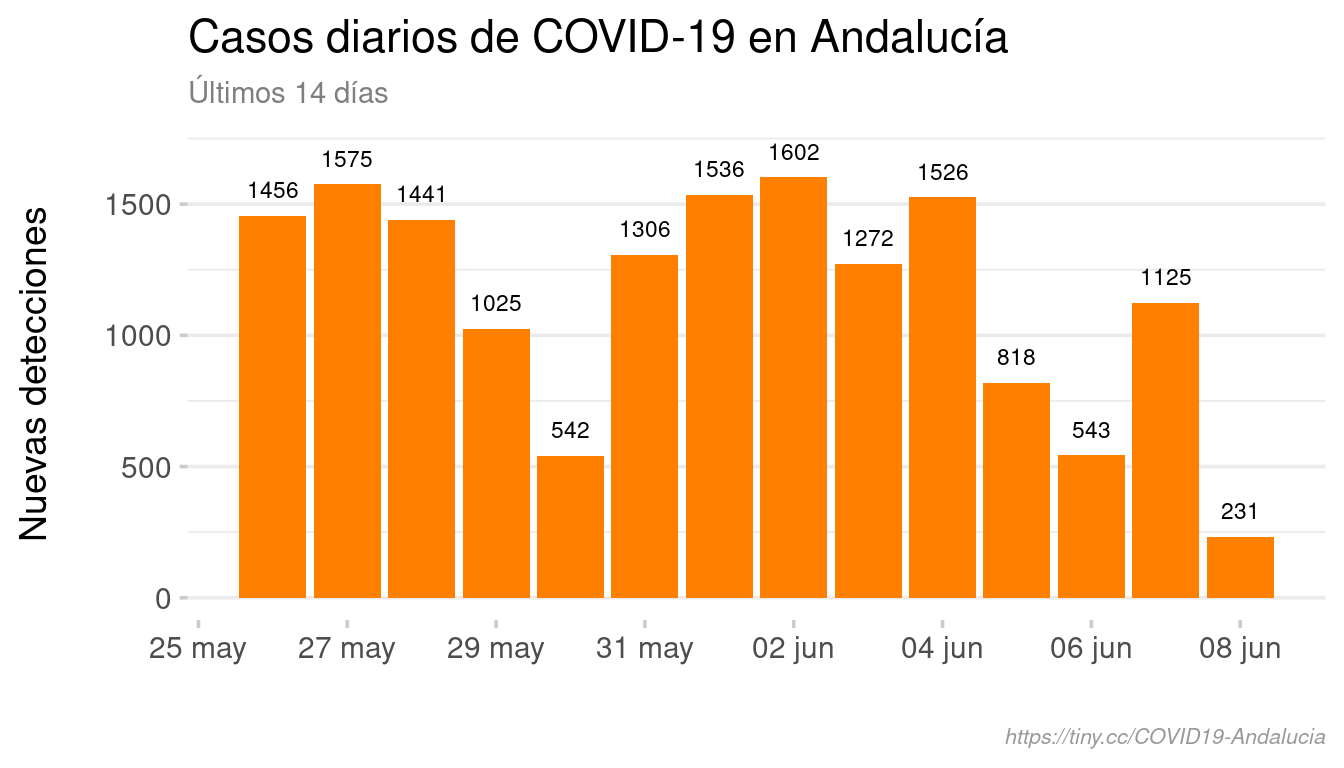 Casos diarios de COVID-19 en Andalucía
Últimos 14 días
Nuevas detecciones
1500
1000
500
0
1456
1575
1441
1025
542
1306
1536
1602
1272
1526
818
543
1125
231
25 may
27 may
29 may
31 may
02 jun
04 jun
06 jun
08 jun
https://tiny.cc/COVID19-Andalucia